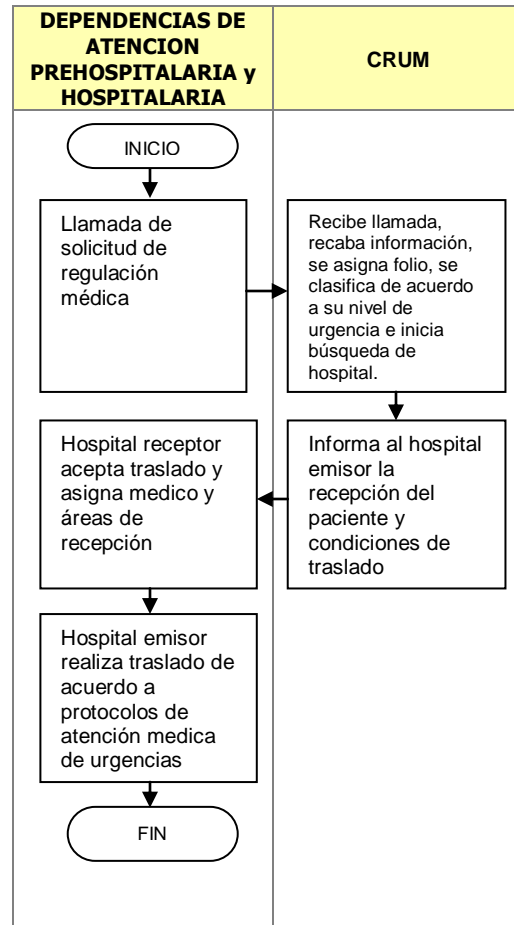 DEPENDENCIAS DE
ATENCION
PREHOSPITALARIA y
HOSPITALARIA
CRUM
INICIO
Llamada de
solicitud de
regulación
médica
Recibe llamada,
recaba información,
se asigna folio, se
clasifica de acuerdo
a su nivel de
urgencia e inicia
búsqueda de
hospital.
Informa al hospital
emisor la
recepción del
paciente y
condiciones de
traslado
Hospital receptor
acepta traslado y
asigna medico y
áreas de
recepción
Hospital emisor
realiza traslado de
acuerdo a
protocolos de
atención medica
de urgencias
FIN